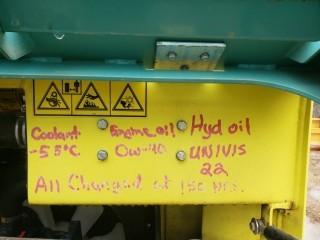 Coolant Engine oil Hyd oil
-55°C 0W-40 UNIVIS
22
All Changed at 150 Hrs.